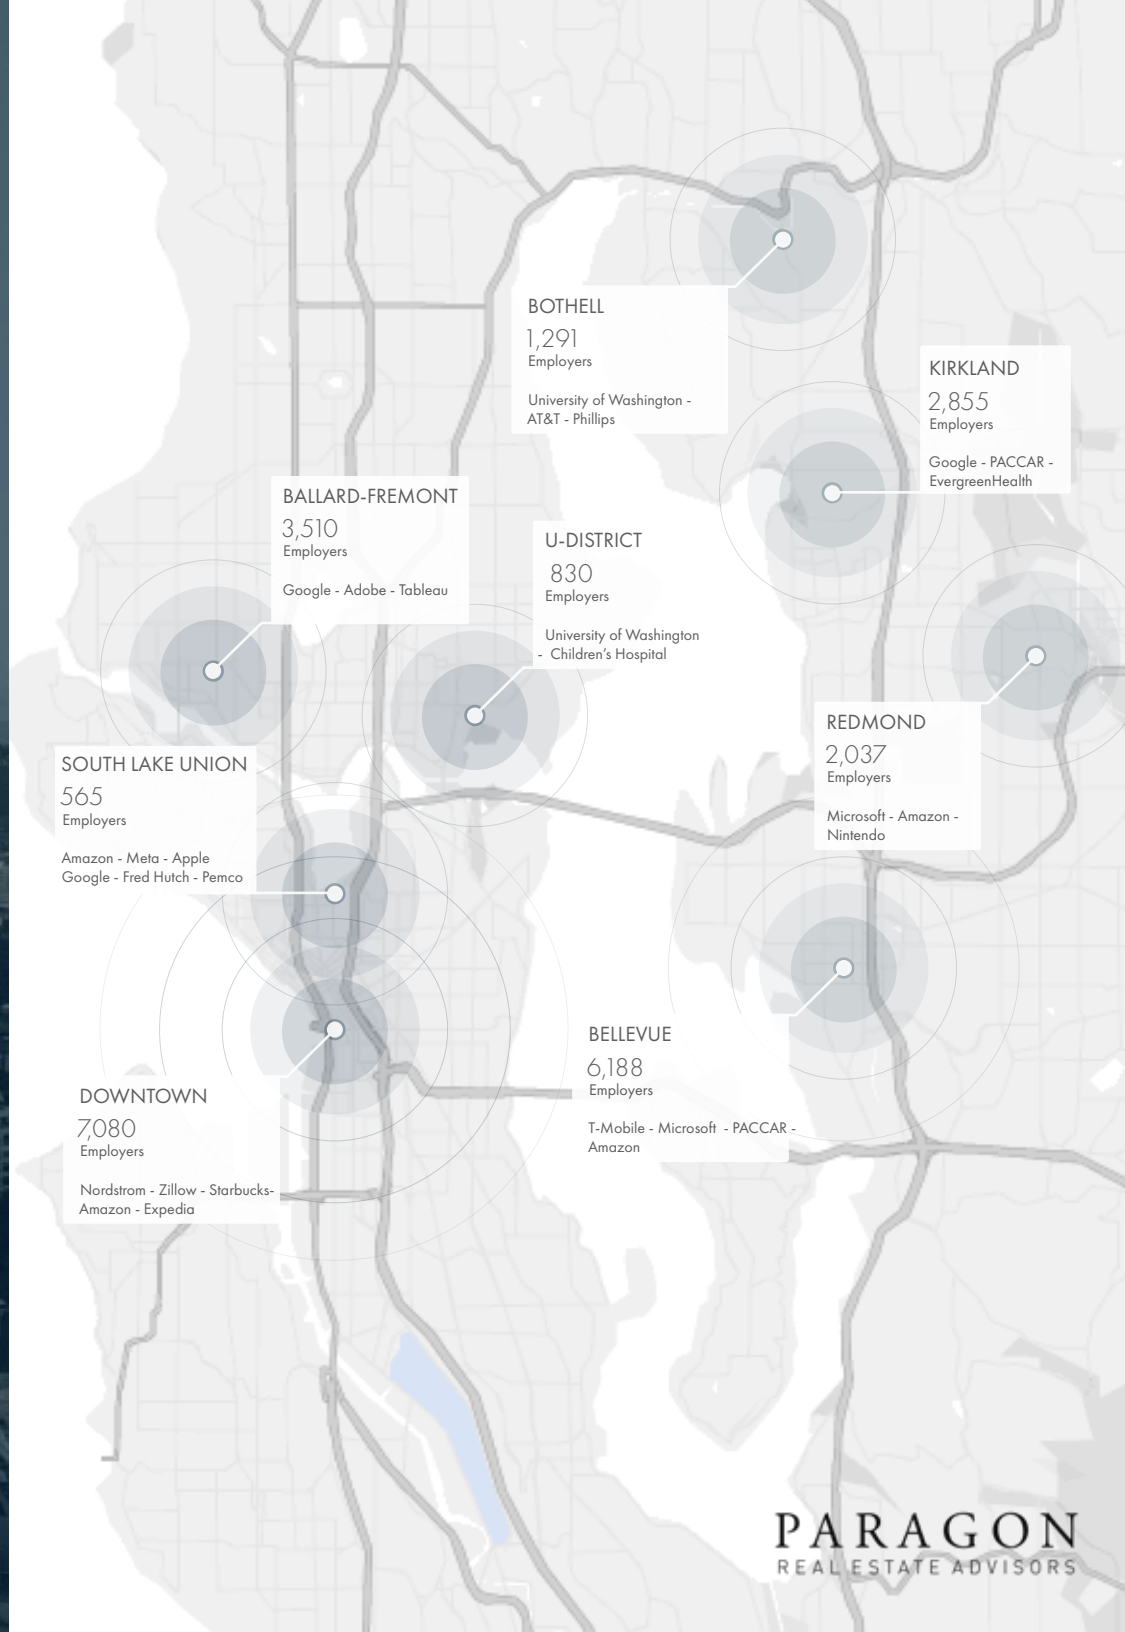 BOTHELL
1,291
Employers
University of Washington -
AT&T - Phillips
KIRKLAND
2,855
Employers
Google - PACCAR -
EvergreenHealth
BALLARD-FREMONT
3,510
Employers
Google - Adobe - Tableau
U-DISTRICT
830
Employers
University of Washington
- Children's Hospital
REDMOND
2,037
Employers
Microsoft - Amazon -
Nintendo
SOUTH LAKE UNION
565
Employers
Amazon - Meta - Apple
Google - Fred Hutch - Pemco
BELLEVUE
6,188
Employers
T-Mobile - Microsoft - PACCAR -
Amazon
DOWNTOWN
7,080
Employers
Nordstrom - Zillow - Starbucks-
Amazon - Expedia
PARAGON
REAL ESTATE ADVISORS